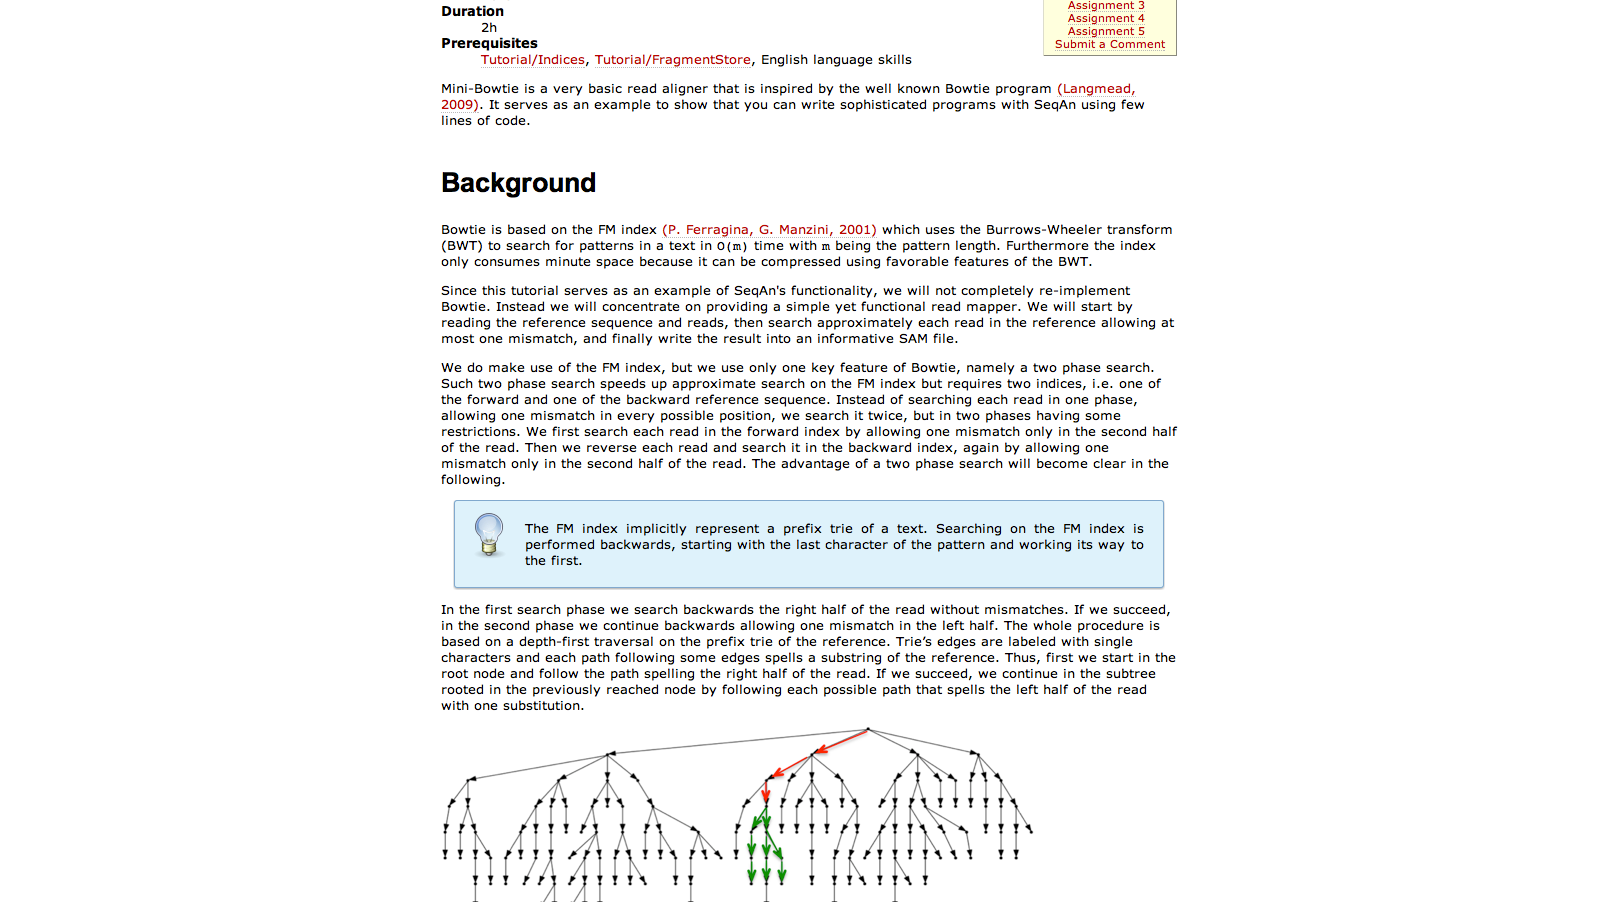 Duration
2h
Prerequisites
Tutorial/Indices, Tutorial/FragmentStore, English language skills
Assignment 3
Assignment 4
Assignment 5
Submit a Comment
Mini-Bowtie is a very basic read aligner that is inspired by the well known Bowtie program (Langmead,
2009). It serves as an example to show that you can write sophisticated programs with SeqAn using few
lines of code.
Background
Bowtie is based on the FM index (P. Ferragina, G. Manzini, 2001) which uses the Burrows-Wheeler transform
(BWT) to search for patterns in a text in O(m) time with m being the pattern length. Furthermore the index
only consumes minute space because it can be compressed using favorable features of the BWT.
Since this tutorial serves as an example of SeqAn's functionality, we will not completely re-implement
Bowtie. Instead we will concentrate on providing a simple yet functional read mapper. We will start by
reading the reference sequence and reads, then search approximately each read in the reference allowing at
most one mismatch, and finally write the result into an informative SAM file.
We do make use of the FM index, but we use only one key feature of Bowtie, namely a two phase search.
Such two phase search speeds up approximate search on the FM index but requires two indices, i.e. one of
the forward and one of the backward reference sequence. Instead of searching each read in one phase,
allowing one mismatch in every possible position, we search it twice, but in two phases having some
restrictions. We first search each read in the forward index by allowing one mismatch only in the second half
of the read. Then we reverse each read and search it in the backward index, again by allowing one
mismatch only in the second half of the read. The advantage of a two phase search will become clear in the
following.
The FM index implicitly represent a prefix trie of a text. Searching on the FM index is
performed backwards, starting with the last character of the pattern and working its way to
the first.
In the first search phase we search backwards the right half of the read without mismatches. If we succeed,
in the second phase we continue backwards allowing one mismatch in the left half. The whole procedure is
based on a depth-first traversal on the prefix trie of the reference. Trie’s edges are labeled with single
characters and each path following some edges spells a substring of the reference. Thus, first we start in the
root node and follow the path spelling the right half of the read. If we succeed, we continue in the subtree
rooted in the previously reached node by following each possible path that spells the left half of the read
with one substitution.